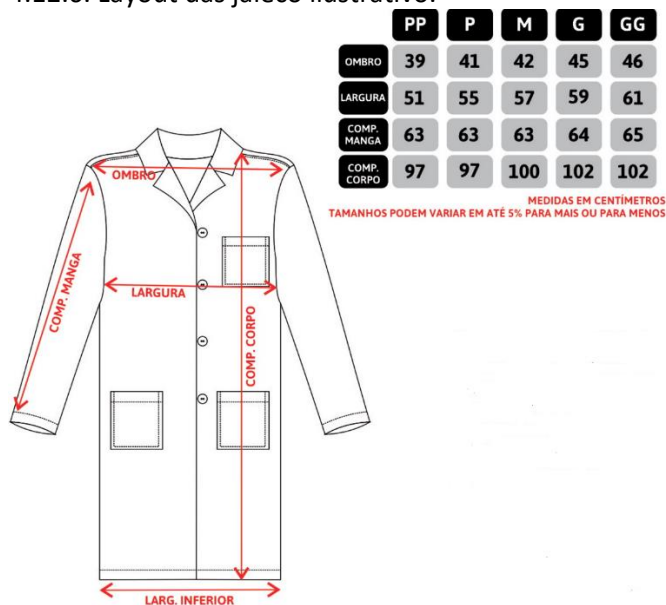 PP P M G GG
OMBRO 39 41 42 45 46
LARGURA 51 55 57 59 61
COMP. MANGA 63 63 63 64 65
COMP. CORPO 97 97 100 102 102
MEDIDAS EM CENTÍMETROS
TAMANHOS PODEM VARIAR EM ATÉ 5% PARA MAIS OU PARA MENOS
OMBRO
COMP. MANGA
LARGURA
COMP. CORPO
LARG. INFERIOR